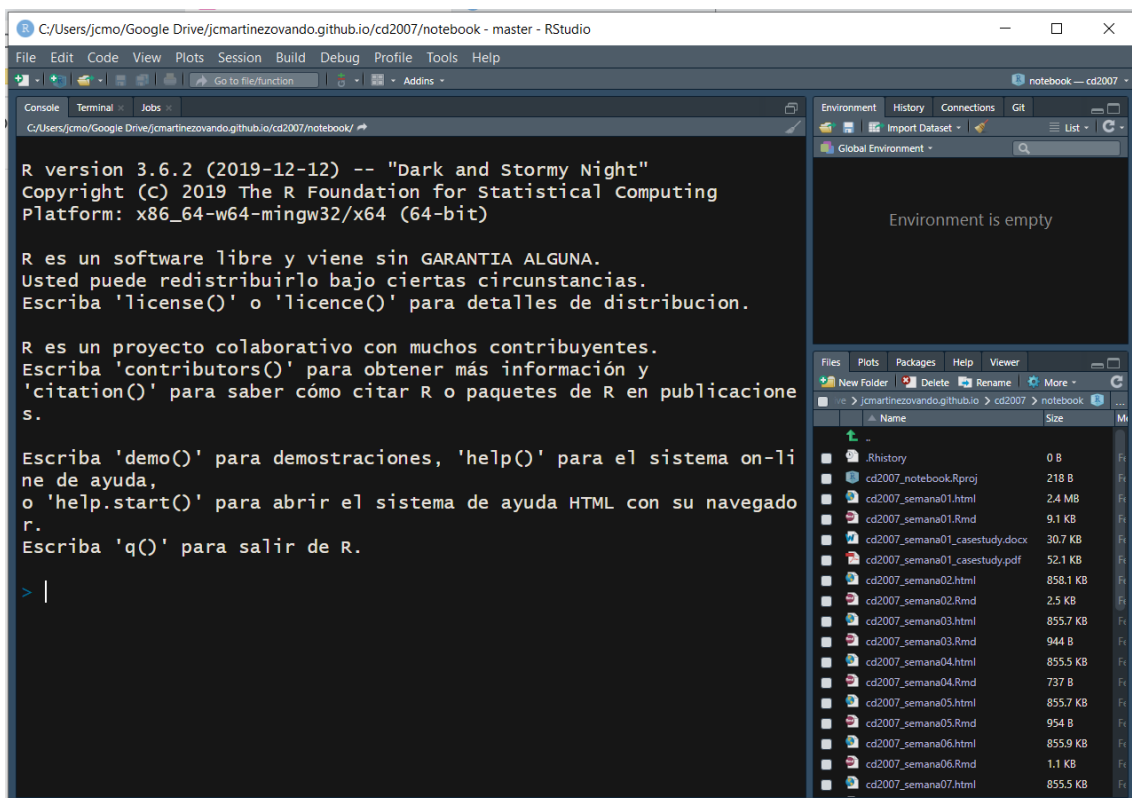 C:/Users/jcmo/Google Drive/jcmartinezovando.github.io/cd2007/notebook - master - RStudio
File Edit Code View Plots Session Build Debug Profile Tools Help
Go to file/function Addins notebook — cd2007
Console Terminal Jobs
C:/Users/jcmo/Google Drive/jcmartinezovando.github.io/cd2007/notebook/
R version 3.6.2 (2019-12-12) -- "Dark and Stormy Night"
Copyright (C) 2019 The R Foundation for Statistical Computing
Platform: x86_64-w64-mingw32/x64 (64-bit)
R es un software libre y viene sin GARANTIA ALGUNA.
Usted puede redistribuirlo bajo ciertas circunstancias.
Escriba 'license()' o 'licence()' para detalles de distribucion.
R es un proyecto colaborativo con muchos contribuyentes.
Escriba 'contributors()' para obtener más información y
'citation()' para saber cómo citar R o paquetes de R en publicacione
s.
Escriba 'demo()' para demostraciones, 'help()' para el sistema on-li
ne de ayuda,
o 'help.start()' para abrir el sistema de ayuda HTML con su navegado
r.
Escriba 'q()' para salir de R.
>
Environment History Connections Git
Import Dataset List
Global Environment
Environment is empty
Files Plots Packages Help Viewer
New Folder Delete Rename More
ve > jcmartinezovando.github.io > cd2007 > notebook ...
Name Size
..
.Rhistory 0 B
cd2007_notebook.Rproj 218 B
cd2007_semana01.html 2.4 MB
cd2007_semana01.Rmd 9.1 KB
cd2007_semana01_casestudy.docx 30.7 KB
cd2007_semana01_casestudy.pdf 52.1 KB
cd2007_semana02.html 858.1 KB
cd2007_semana02.Rmd 2.5 KB
cd2007_semana03.html 855.7 KB
cd2007_semana03.Rmd 944 B
cd2007_semana04.html 855.5 KB
cd2007_semana04.Rmd 737 B
cd2007_semana05.html 855.7 KB
cd2007_semana05.Rmd 954 B
cd2007_semana06.html 855.9 KB
cd2007_semana06.Rmd 1.1 KB
cd2007_semana07.html 855.5 KB